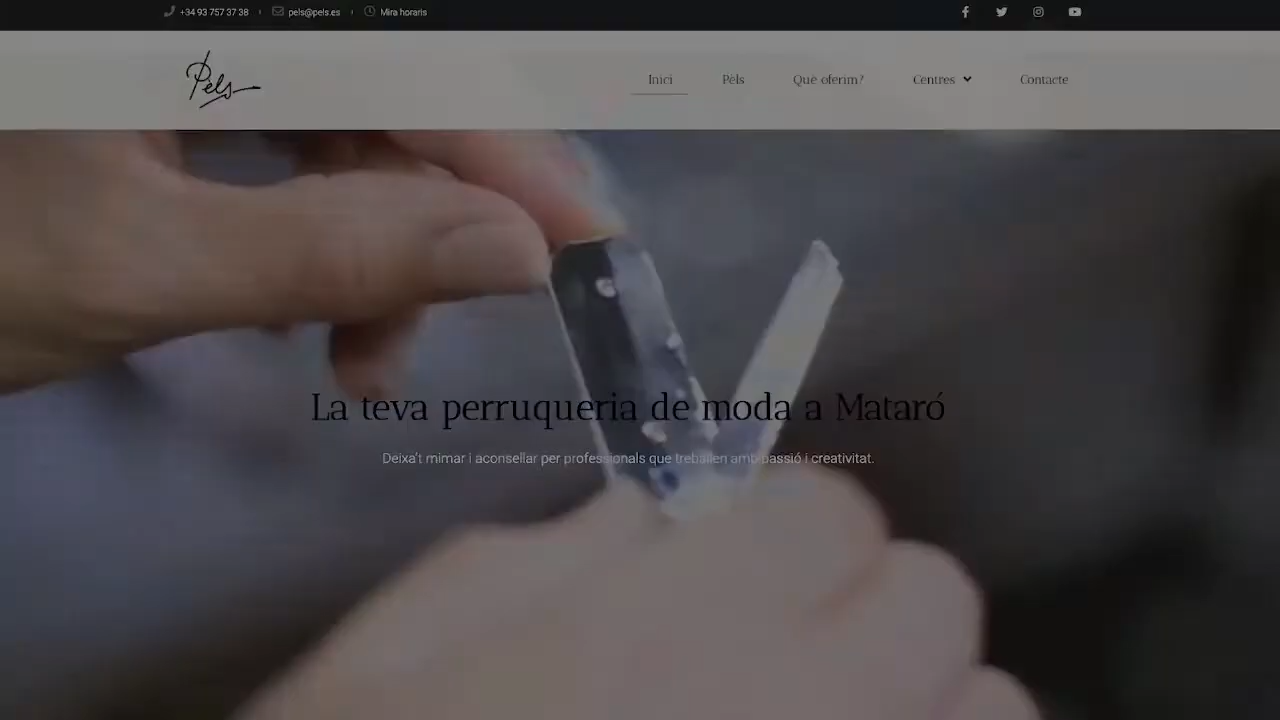 +34 93 757 37 38
pels@pels.es
Mira horaris
Pèls
Inici
Pèls
Què oferim?
Centres
Contacte
La teva perruqueria de moda a Mataró
Deixa't mimar i aconsellar per professionals que treballen amb passió i creativitat.